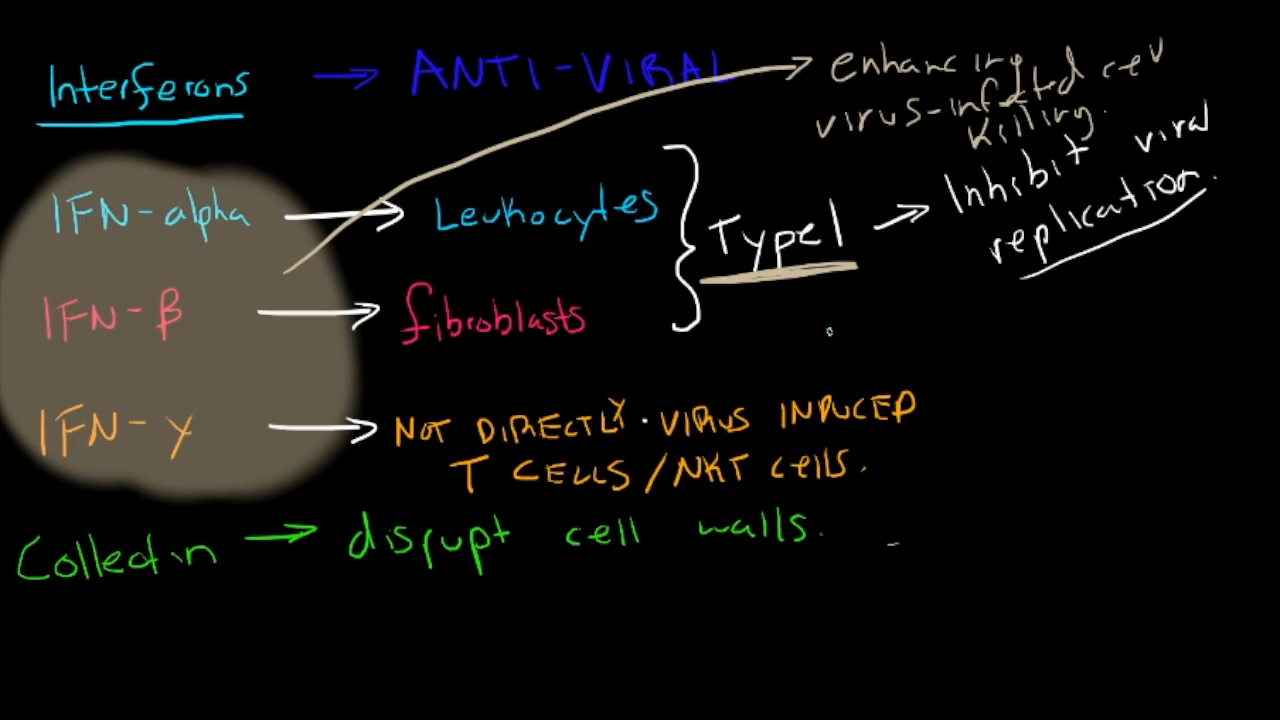 Interferons → ANTI-VIRAL → enhancing
virus-infected cell
killing.
IFN-alpha → Leukocytes
Type 1 → Inhibit viral
replication.
IFN-β → fibroblasts
IFN-γ → NOT DIRECTLY · VIRUS INDUCED
T CELLS / NKT cells.
Collectin → disrupt cell walls.